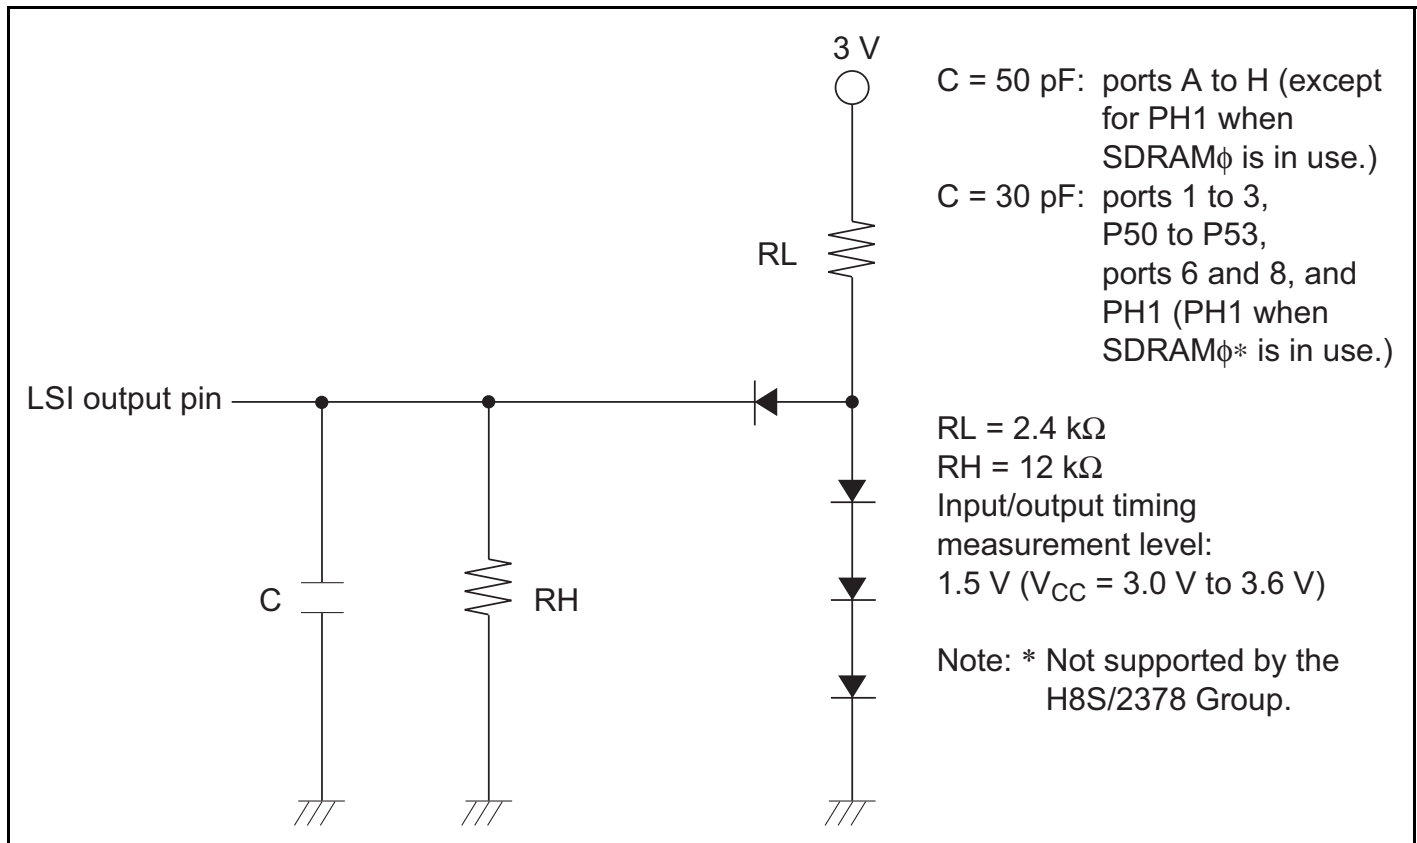 3 V
C = 50 pF: ports A to H (except
for PH1 when
SDRAMϕ is in use.)
C = 30 pF: ports 1 to 3,
P50 to P53,
ports 6 and 8, and
PH1 (PH1 when
SDRAMϕ* is in use.)
RL
LSI output pin
RL = 2.4 kΩ
RH = 12 kΩ
Input/output timing
measurement level:
1.5 V (VCC = 3.0 V to 3.6 V)
C
RH
Note: * Not supported by the
H8S/2378 Group.